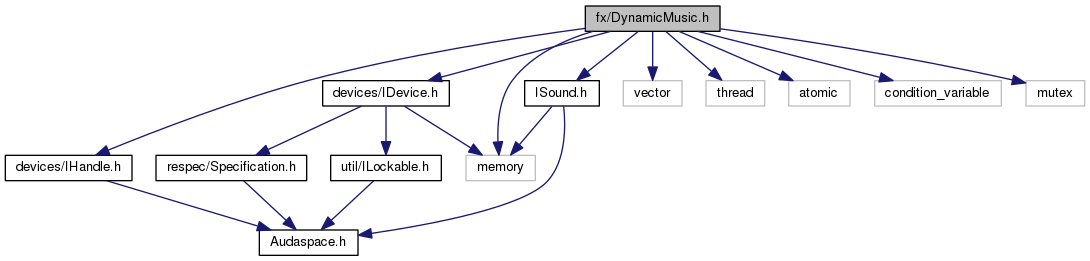 fx/DynamicMusic.h
devices/IDevice.h
ISound.h
vector
thread
atomic
condition_variable
mutex
devices/IHandle.h
respec/Specification.h
util/ILockable.h
memory
Audaspace.h